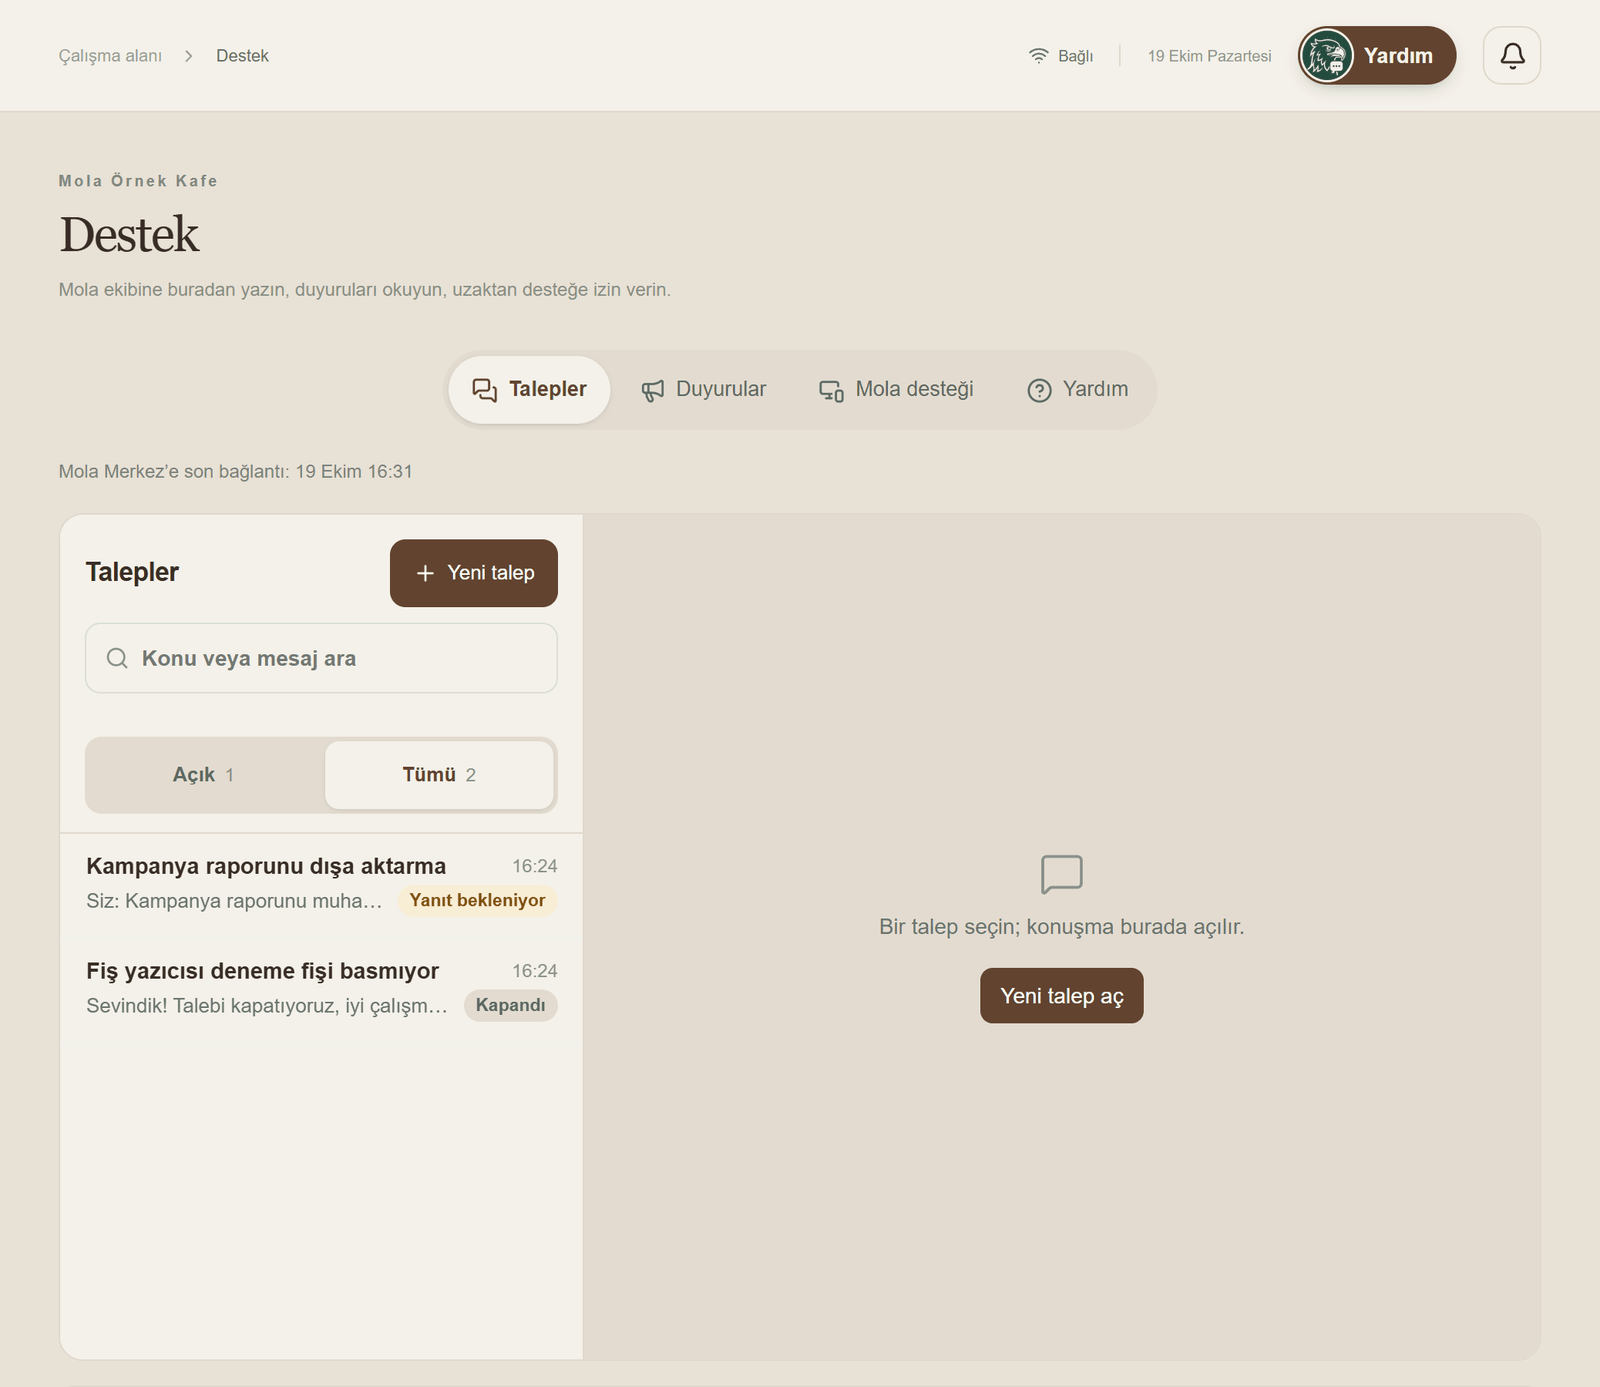 Çalışma alanı > Destek
Bağlı
19 Ekim Pazartesi
Yardım
Mola Örnek Kafe
Destek
Mola ekibine buradan yazın, duyuruları okuyun, uzaktan desteğe izin verin.
Talepler
Duyurular
Mola desteği
Yardım
Mola Merkez'e son bağlantı: 19 Ekim 16:31
Talepler
Yeni talep
Konu veya mesaj ara
Açık 1
Tümü 2
Kampanya raporunu dışa aktarma 16:24
Siz: Kampanya raporunu muha… Yanıt bekleniyor
Fiş yazıcısı deneme fişi basmıyor 16:24
Sevindik! Talebi kapatıyoruz, iyi çalışm… Kapandı
Bir talep seçin; konuşma burada açılır.
Yeni talep aç